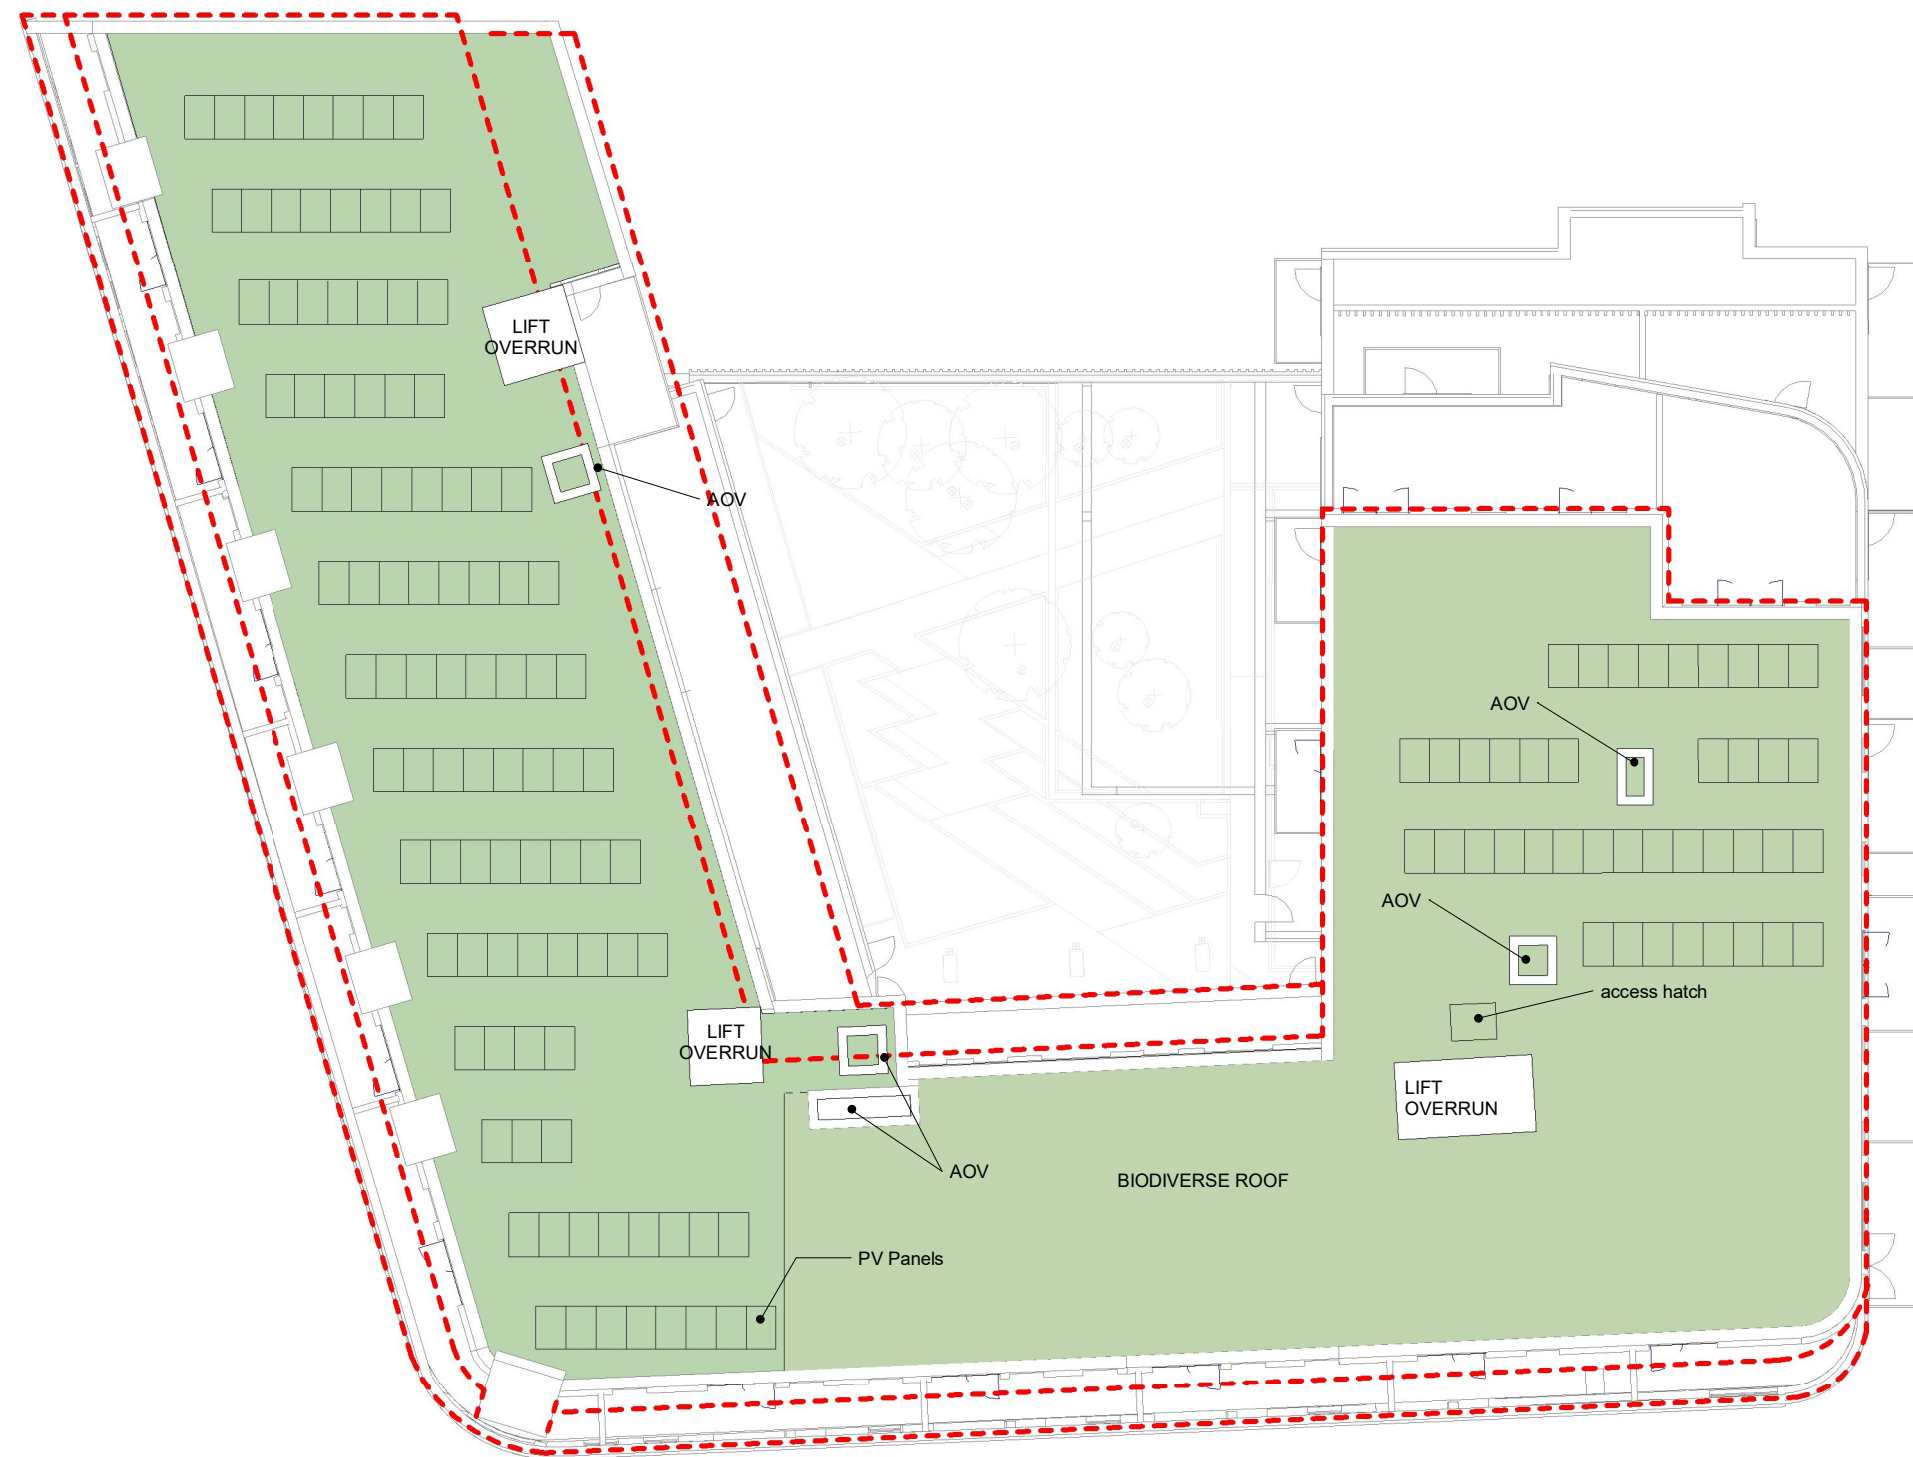 LIFT
OVERRUN
AOV
AOV
AOV
access hatch
LIFT
OVERRUN
LIFT
OVERRUN
AOV
BIODIVERSE ROOF
PV Panels